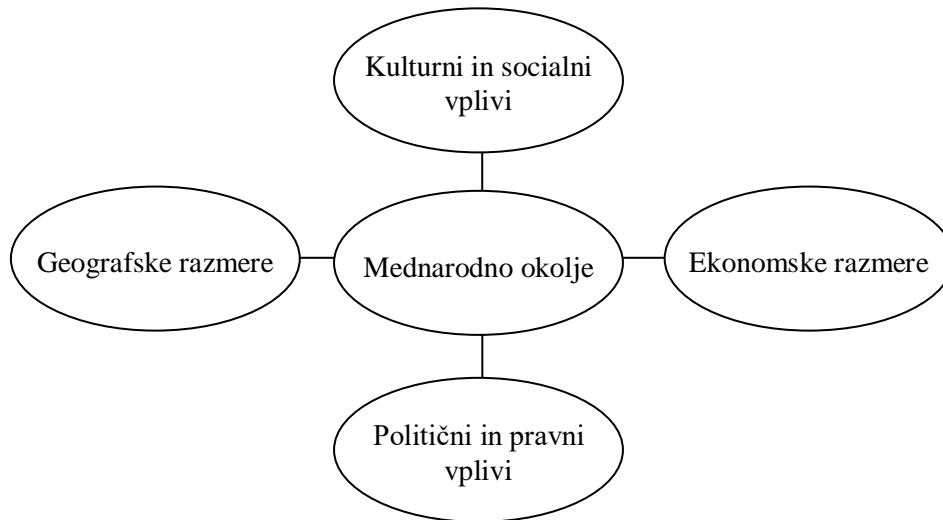 Kulturni in socialni
vplivi
Geografske razmere
Mednarodno okolje
Ekonomske razmere
Politični in pravni
vplivi